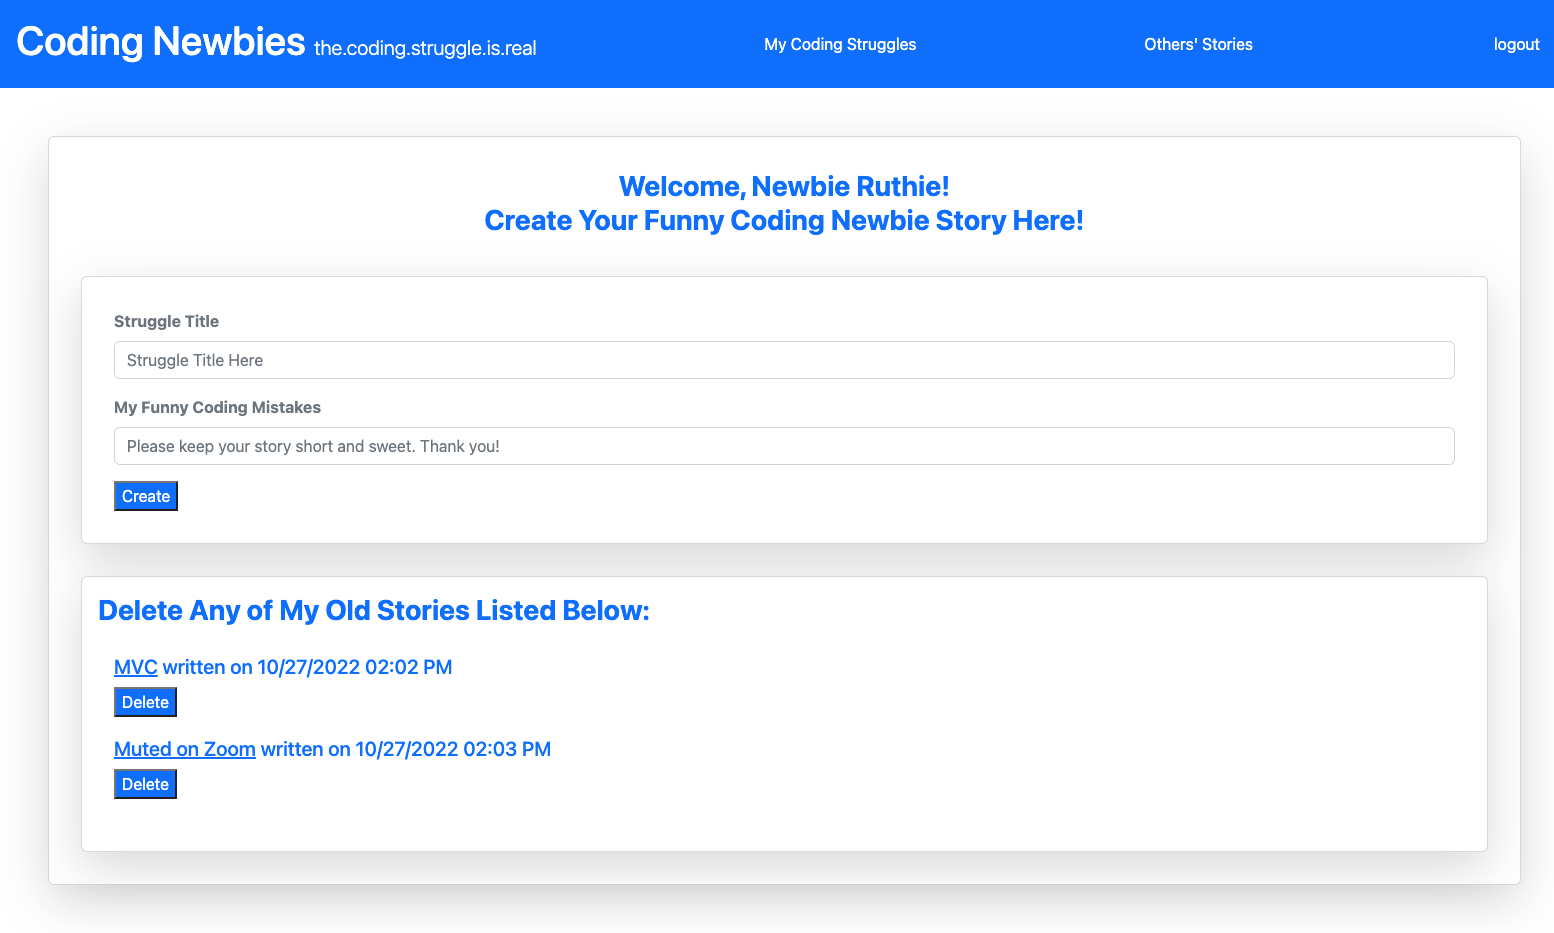 Coding Newbies the.coding.struggle.is.real My Coding Struggles Others' Stories logout
Welcome, Newbie Ruthie!
Create Your Funny Coding Newbie Story Here!
Struggle Title
Struggle Title Here
My Funny Coding Mistakes
Please keep your story short and sweet. Thank you!
Create
Delete Any of My Old Stories Listed Below:
MVC written on 10/27/2022 02:02 PM
Delete
Muted on Zoom written on 10/27/2022 02:03 PM
Delete